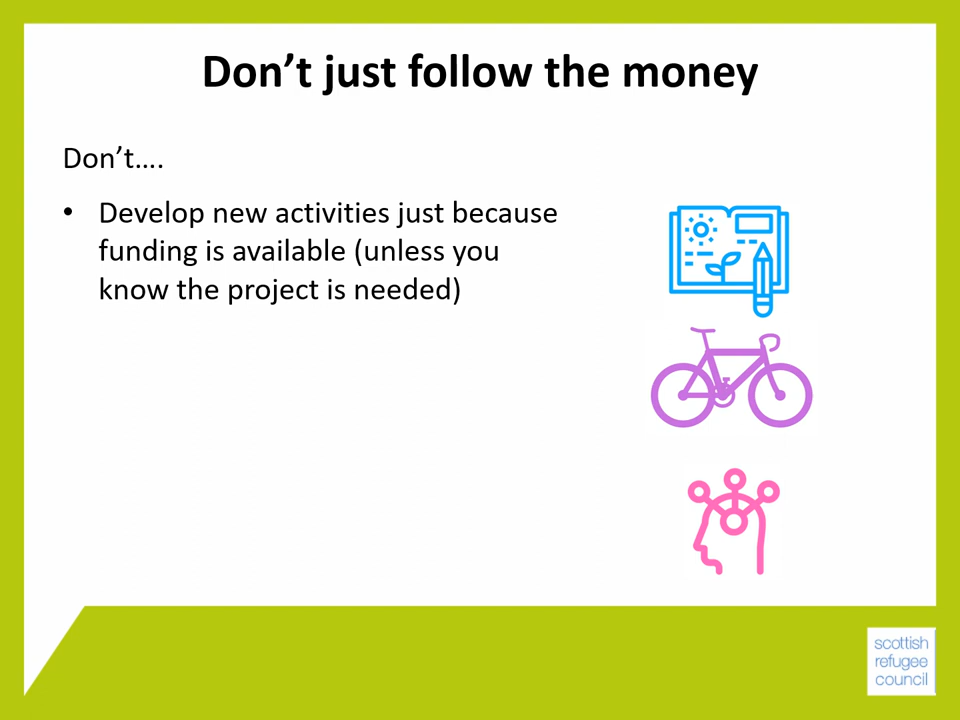 Don’t just follow the money
Don’t….
• Develop new activities just because
funding is available (unless you
know the project is needed)
scottish
refugee
council